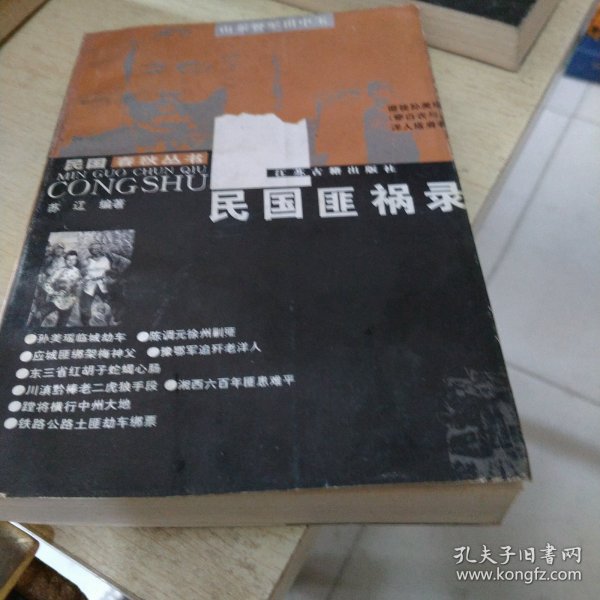 民国春秋丛书
MIN GUO CHUN QIU
CONGSHU
苏辽 编著
江苏古籍出版社
民国匪祸录
●孙美瑶临城劫车 ●陈调元徐州剿匪
●应城匪绑架梅神父 ●豫鄂军追歼老洋人
●东三省红胡子蛇蝎心肠
●川滇黔棒老二虎狼手段 ●湘西六百年匪患难平
●蹚将横行中州大地
●铁路公路土匪劫车绑票
孔夫子旧书网
www.kongfz.com